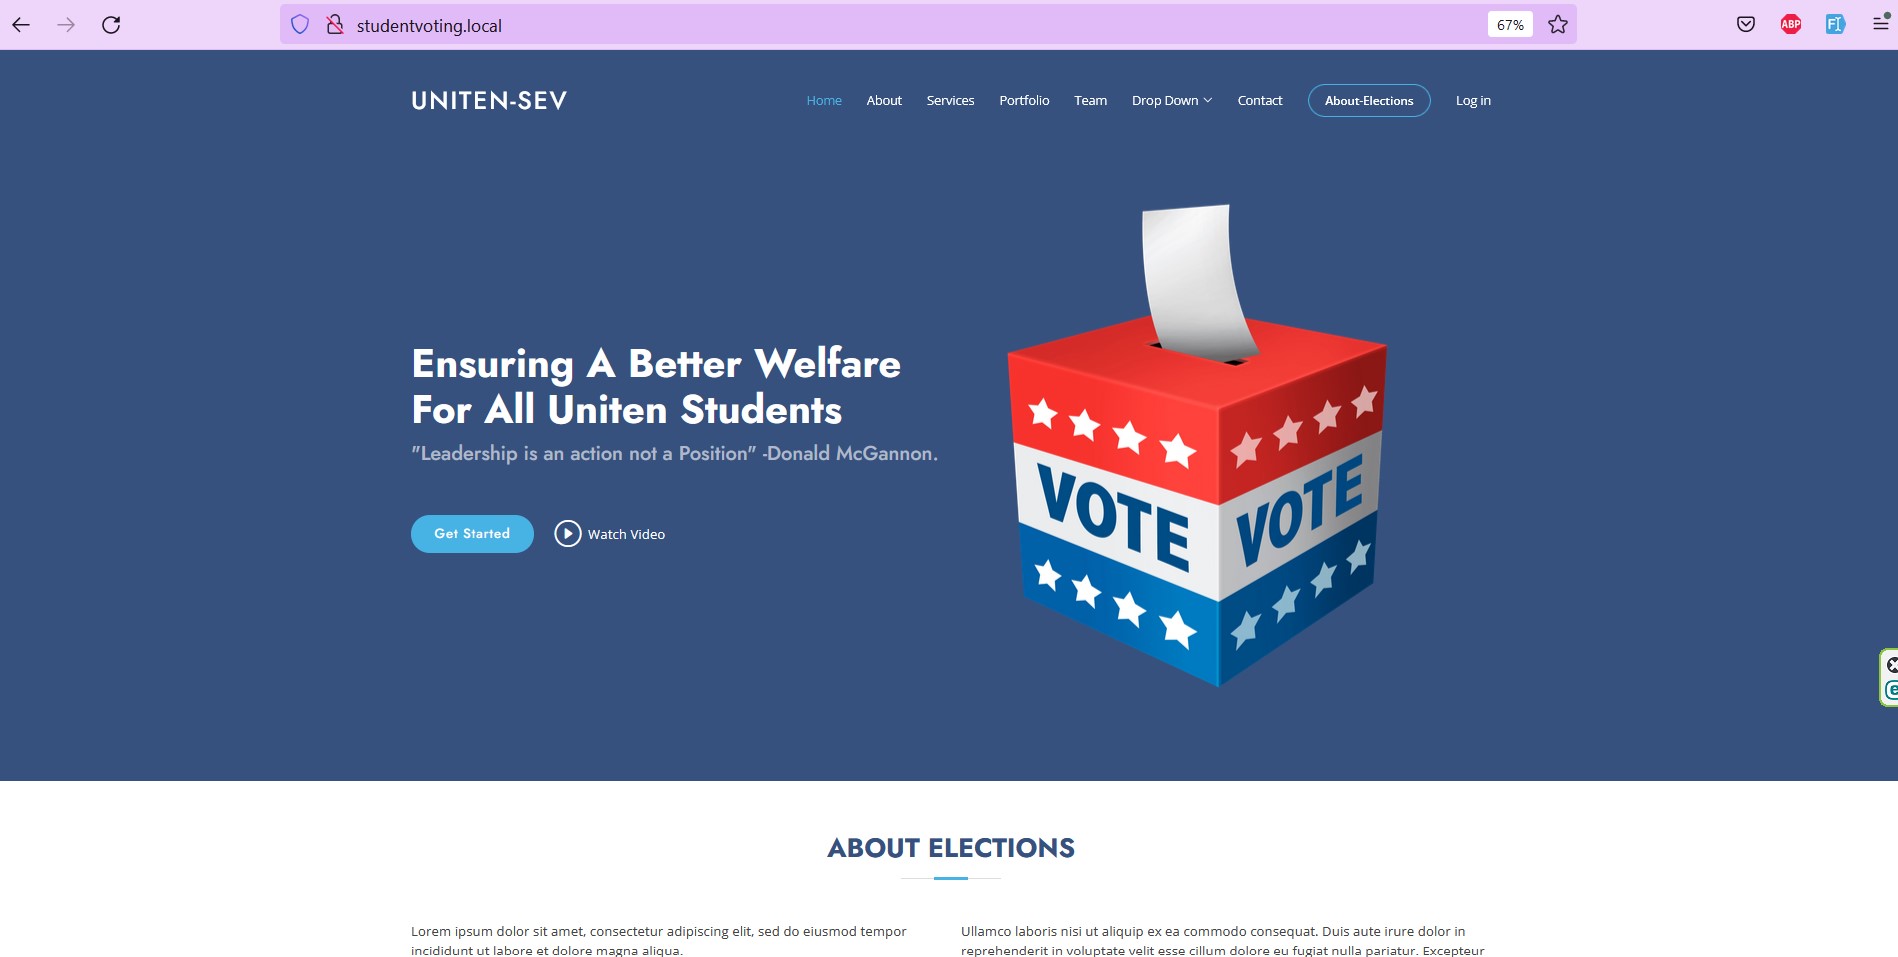 studentvoting.local
67%
ABP
UNITEN-SEV
Home About Services Portfolio Team Drop Down Contact About-Elections Log in
Ensuring A Better Welfare
For All Uniten Students
"Leadership is an action not a Position" -Donald McGannon.
Get Started Watch Video
VOTE VOTE
ABOUT ELECTIONS
Lorem ipsum dolor sit amet, consectetur adipiscing elit, sed do eiusmod tempor
incididunt ut labore et dolore magna aliqua.
Ullamco laboris nisi ut aliquip ex ea commodo consequat. Duis aute irure dolor in
reprehenderit in voluptate velit esse cillum dolore eu fugiat nulla pariatur. Excepteur